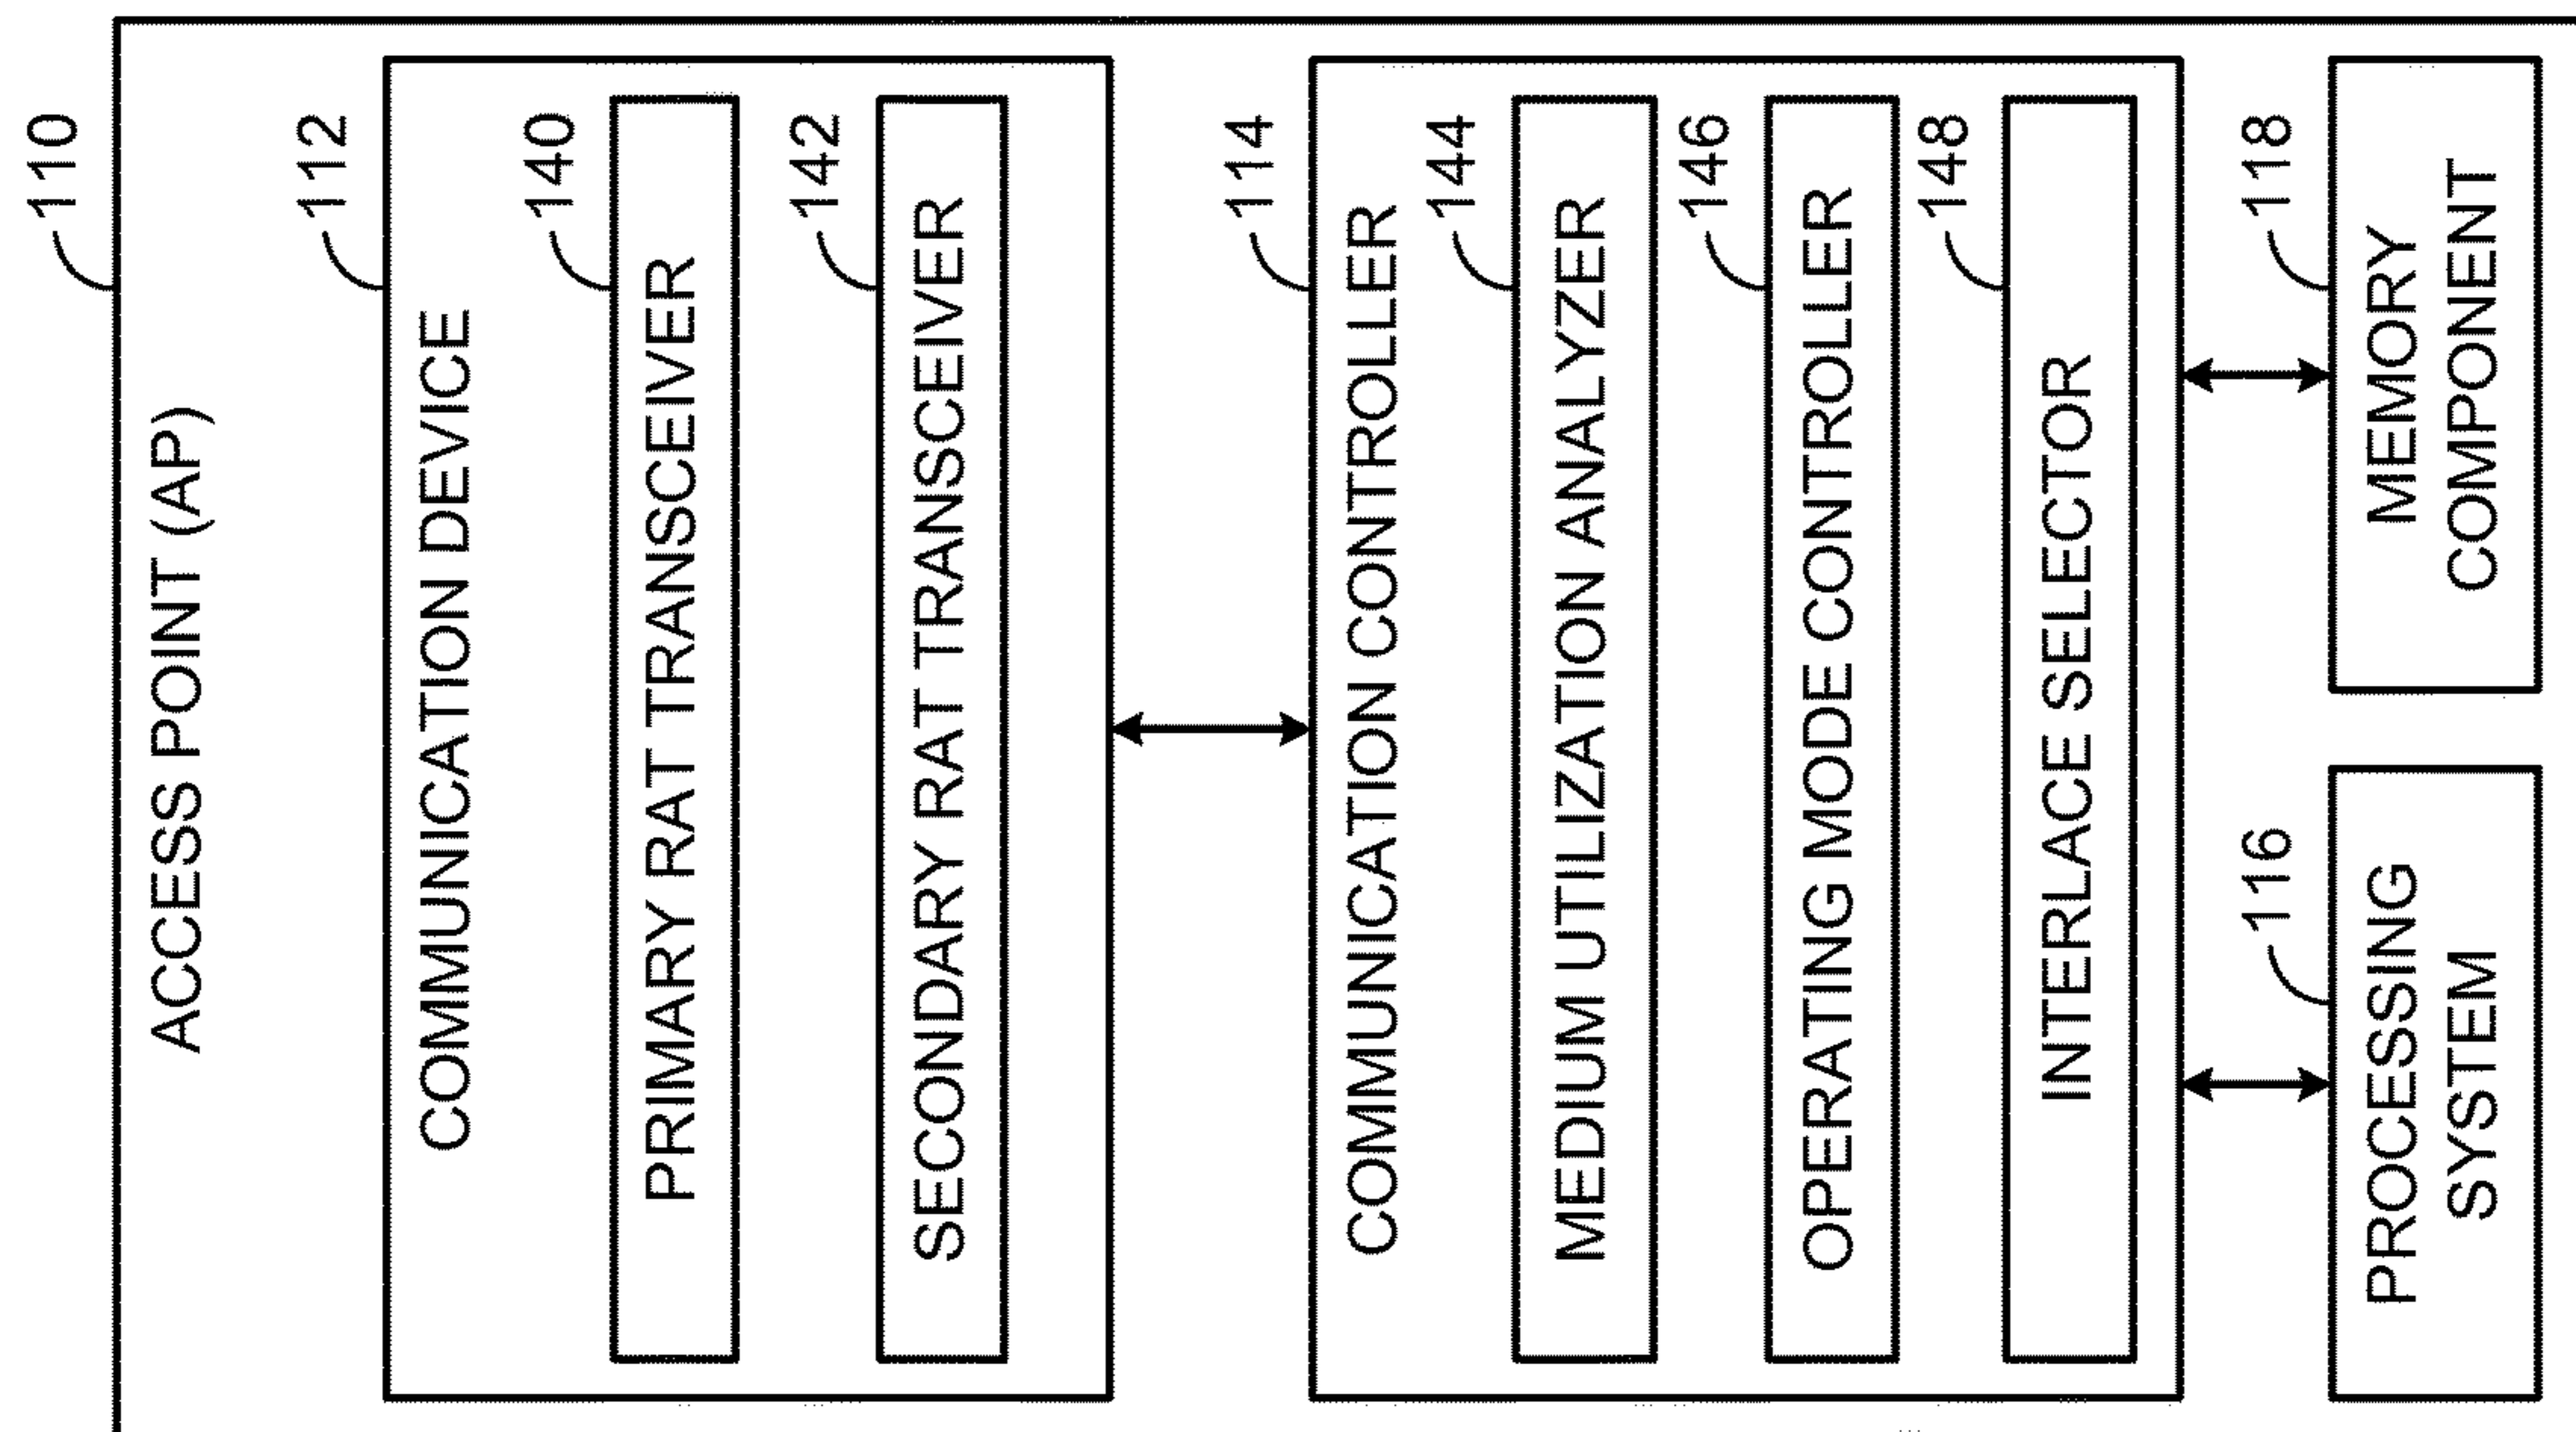 110
ACCESS POINT (AP)
112
COMMUNICATION DEVICE
140
PRIMARY RAT TRANSCEIVER
142
SECONDARY RAT TRANSCEIVER
114
COMMUNICATION CONTROLLER
144
MEDIUM UTILIZATION ANALYZER
146
OPERATING MODE CONTROLLER
148
INTERLACE SELECTOR
116
PROCESSING
SYSTEM
118
MEMORY
COMPONENT